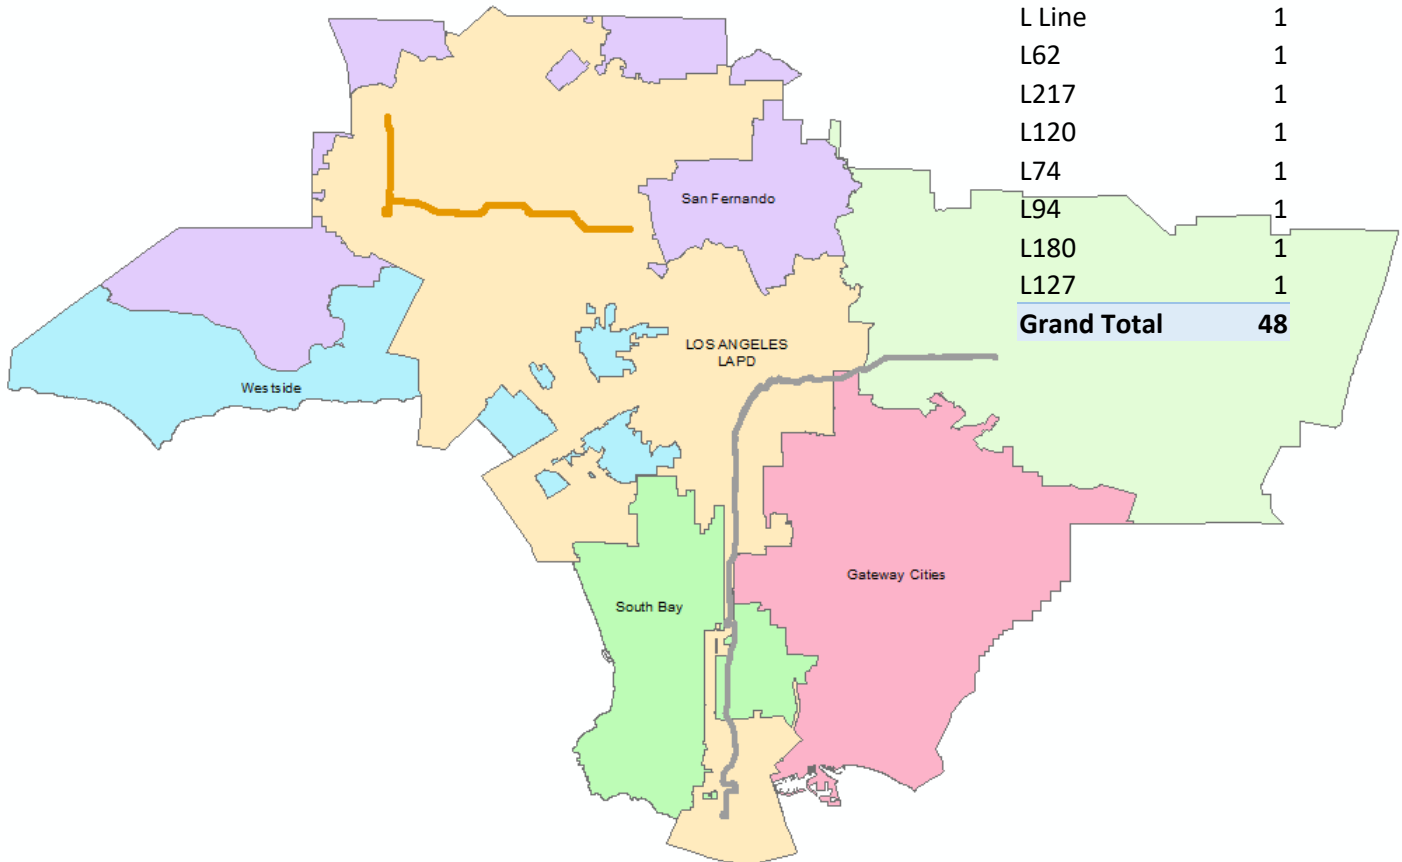 L Line 1
L62 1
L217 1
L120 1
L74 1
L94 1
L180 1
L127 1
Grand Total 48
San Fernando
LOS ANGELES
LAPD
Westside
Gateway Cities
South Bay